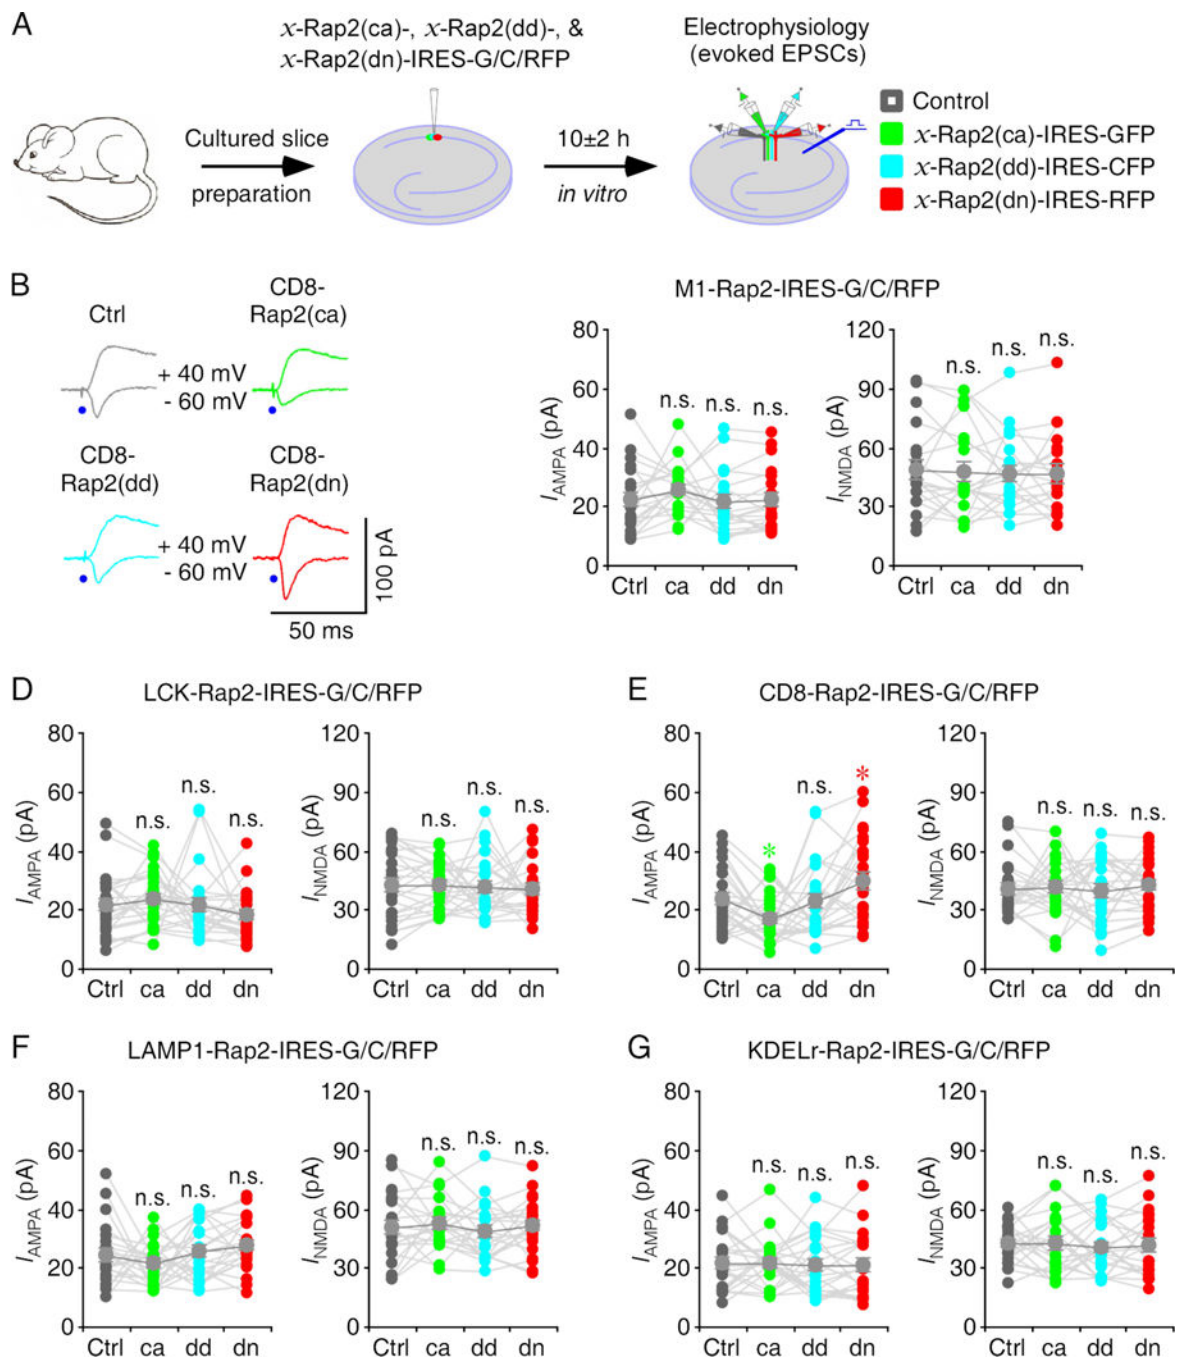 A
x-Rap2(ca)-, x-Rap2(dd)-, &
x-Rap2(dn)-IRES-G/C/RFP
Electrophysiology
(evoked EPSCs)
Cultured slice
preparation
10±2 h
in vitro
Control
x-Rap2(ca)-IRES-GFP
x-Rap2(dd)-IRES-CFP
x-Rap2(dn)-IRES-RFP
B
Ctrl
CD8-
Rap2(ca)
+ 40 mV
- 60 mV
CD8-
Rap2(dd)
CD8-
Rap2(dn)
+ 40 mV
- 60 mV
100 pA
50 ms
M1-Rap2-IRES-G/C/RFP
IAMPA (pA)
80
60
40
20
0
n.s.
n.s.
n.s.
Ctrl ca dd dn
INMDA (pA)
120
90
60
30
0
n.s.
n.s.
n.s.
Ctrl ca dd dn
D
LCK-Rap2-IRES-G/C/RFP
IAMPA (pA)
80
60
40
20
0
n.s.
n.s.
n.s.
Ctrl ca dd dn
INMDA (pA)
120
90
60
30
0
n.s.
n.s.
n.s.
Ctrl ca dd dn
E
CD8-Rap2-IRES-G/C/RFP
IAMPA (pA)
80
60
40
20
0
*
n.s.
*
Ctrl ca dd dn
INMDA (pA)
120
90
60
30
0
n.s.
n.s.
n.s.
Ctrl ca dd dn
F
LAMP1-Rap2-IRES-G/C/RFP
IAMPA (pA)
80
60
40
20
0
n.s.
n.s.
n.s.
Ctrl ca dd dn
INMDA (pA)
120
90
60
30
0
n.s.
n.s.
n.s.
Ctrl ca dd dn
G
KDELr-Rap2-IRES-G/C/RFP
IAMPA (pA)
80
60
40
20
0
n.s.
n.s.
n.s.
Ctrl ca dd dn
INMDA (pA)
120
90
60
30
0
n.s.
n.s.
n.s.
Ctrl ca dd dn